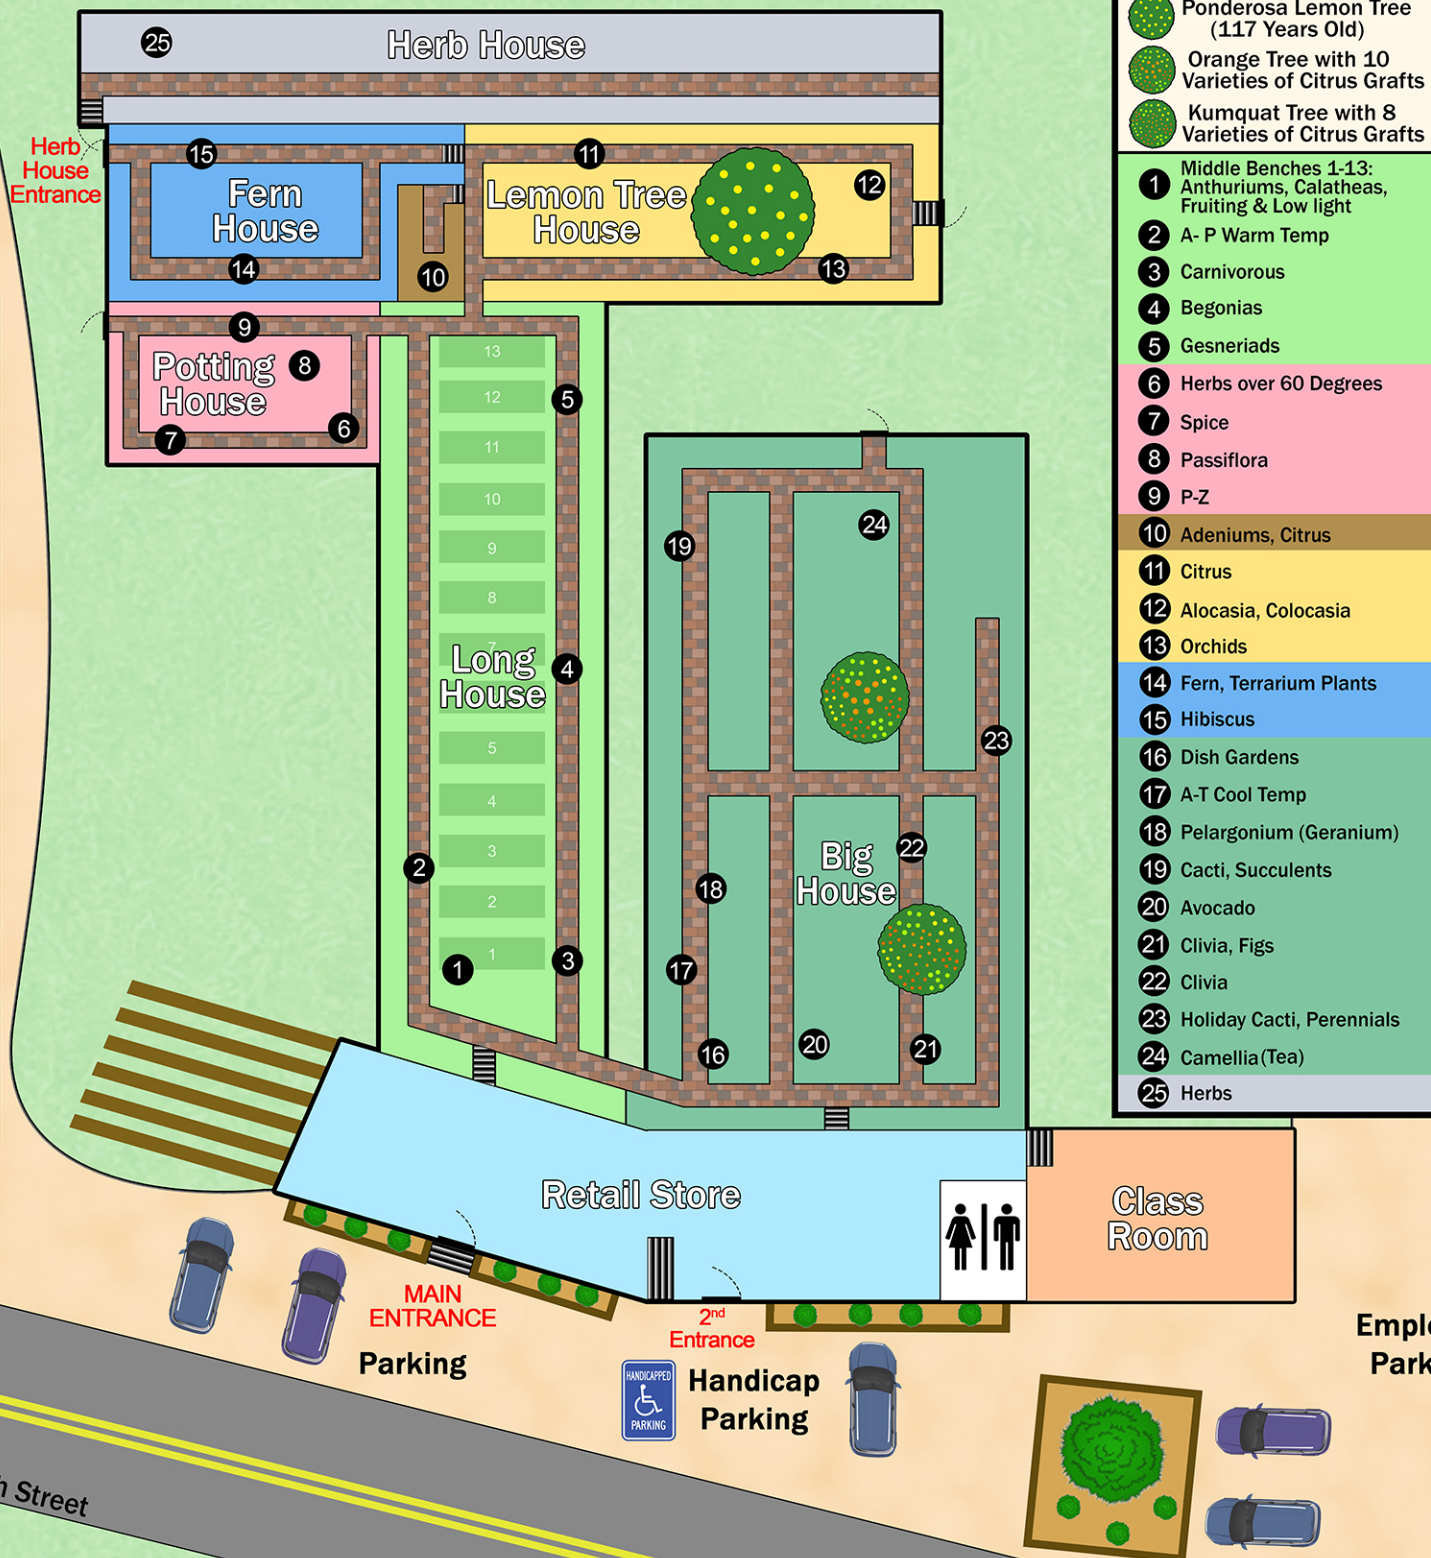 Ponderosa Lemon Tree
(117 Years Old)
Orange Tree with 10
Varieties of Citrus Grafts
Kumquat Tree with 8
Varieties of Citrus Grafts
1 Middle Benches 1-13:
Anthuriums, Calatheas,
Fruiting & Low light
2 A- P Warm Temp
3 Carnivorous
4 Begonias
5 Gesneriads
6 Herbs over 60 Degrees
7 Spice
8 Passiflora
9 P-Z
10 Adeniums, Citrus
11 Citrus
12 Alocasia, Colocasia
13 Orchids
14 Fern, Terrarium Plants
15 Hibiscus
16 Dish Gardens
17 A-T Cool Temp
18 Pelargonium (Geranium)
19 Cacti, Succulents
20 Avocado
21 Clivia, Figs
22 Clivia
23 Holiday Cacti, Perennials
24 Camellia(Tea)
25 Herbs
25
Herb House
Herb
House
Entrance
15
Fern
House
14
10
11
Lemon Tree
House
12
13
9
Potting
House
8
7
6
13
12
5
11
10
9
8
7
Long
House
4
5
4
3
2
2
1
1
3
24
19
23
22
Big
House
18
17
16
20
21
Retail Store
Class
Room
MAIN
ENTRANCE
2nd
Entrance
Parking
HANDICAPPED
PARKING
Handicap
Parking
Street